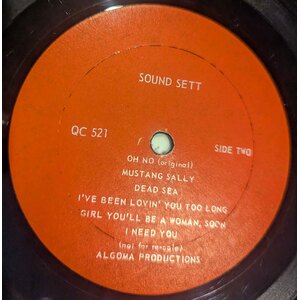 SOUND SETT
QC 521
SIDE TWO
OH NO (original)
MUSTANG SALLY
DEAD SEA
I'VE BEEN LOVIN' YOU TOO LONG
GIRL YOU'LL BE A WOMAN, SOON
I NEED YOU
(not for re-sale)
ALGOMA PRODUCTIONS